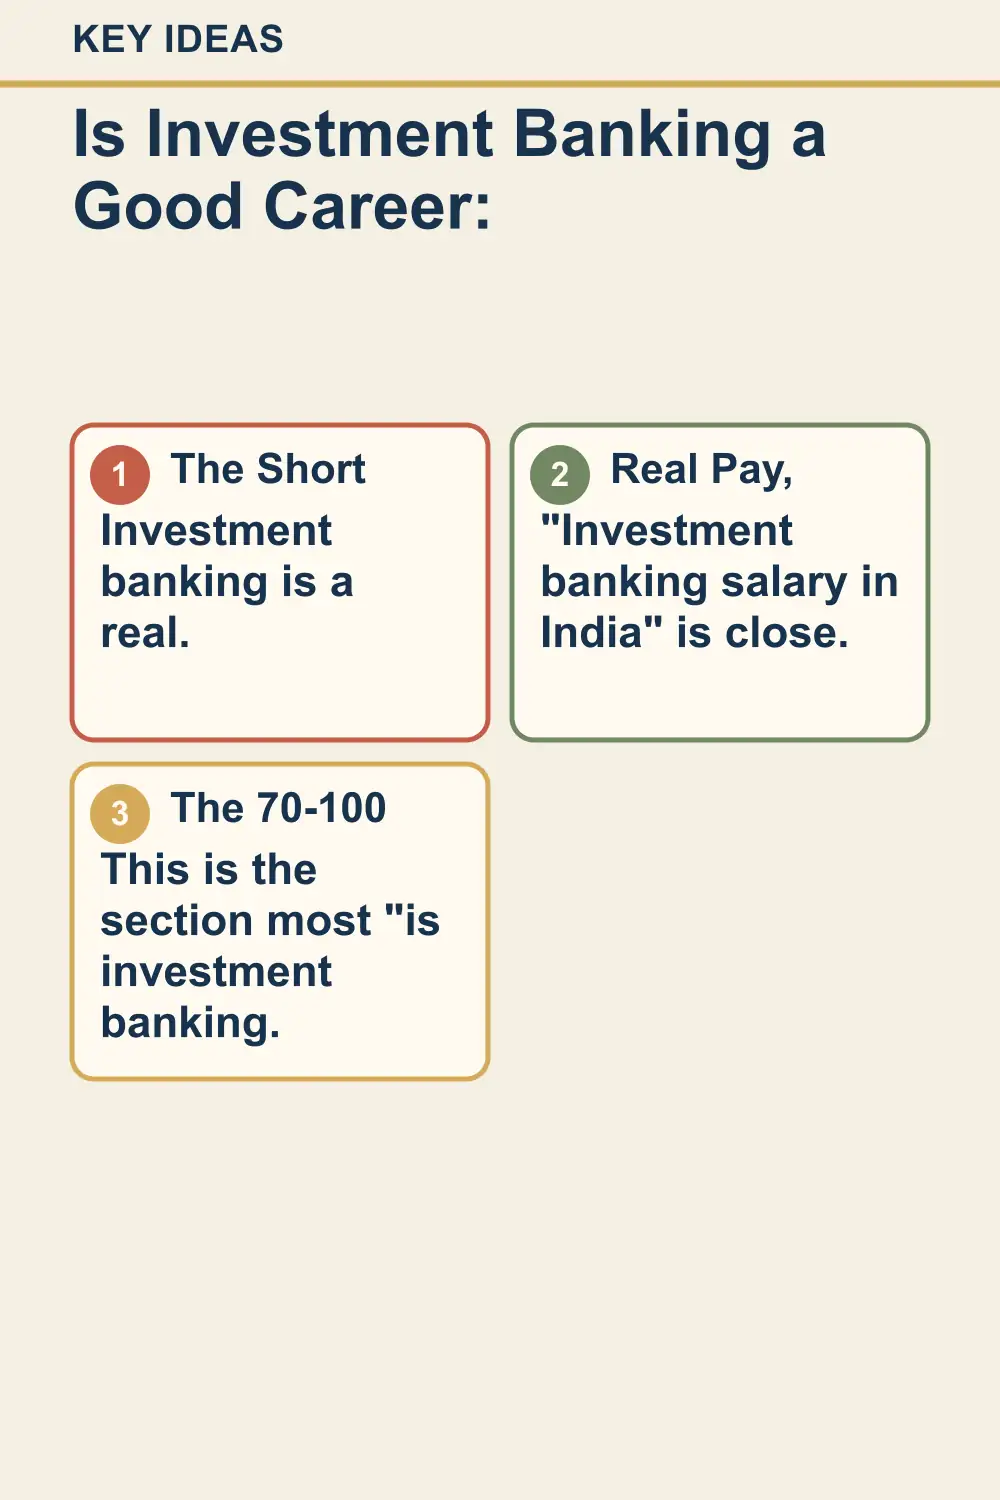 KEY IDEAS
Is Investment Banking a
Good Career:
1 The Short
Investment
banking is a
real.
2 Real Pay,
"Investment
banking salary in
India" is close.
3 The 70-100
This is the
section most "is
investment
banking.